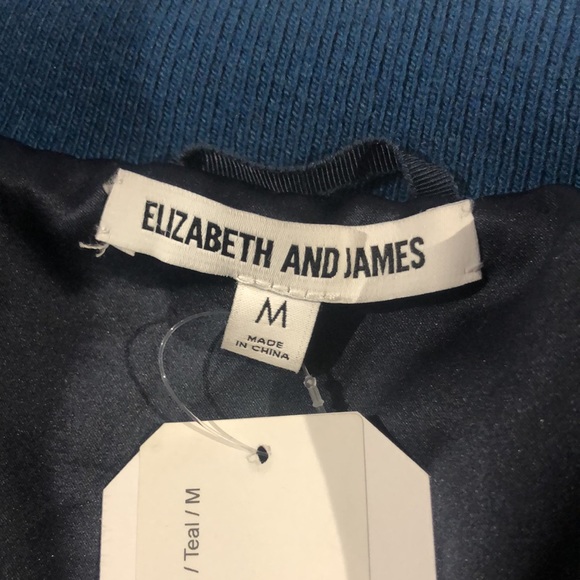 ELIZABETH AND JAMES
M
MADE
IN CHINA
/ Teal / M